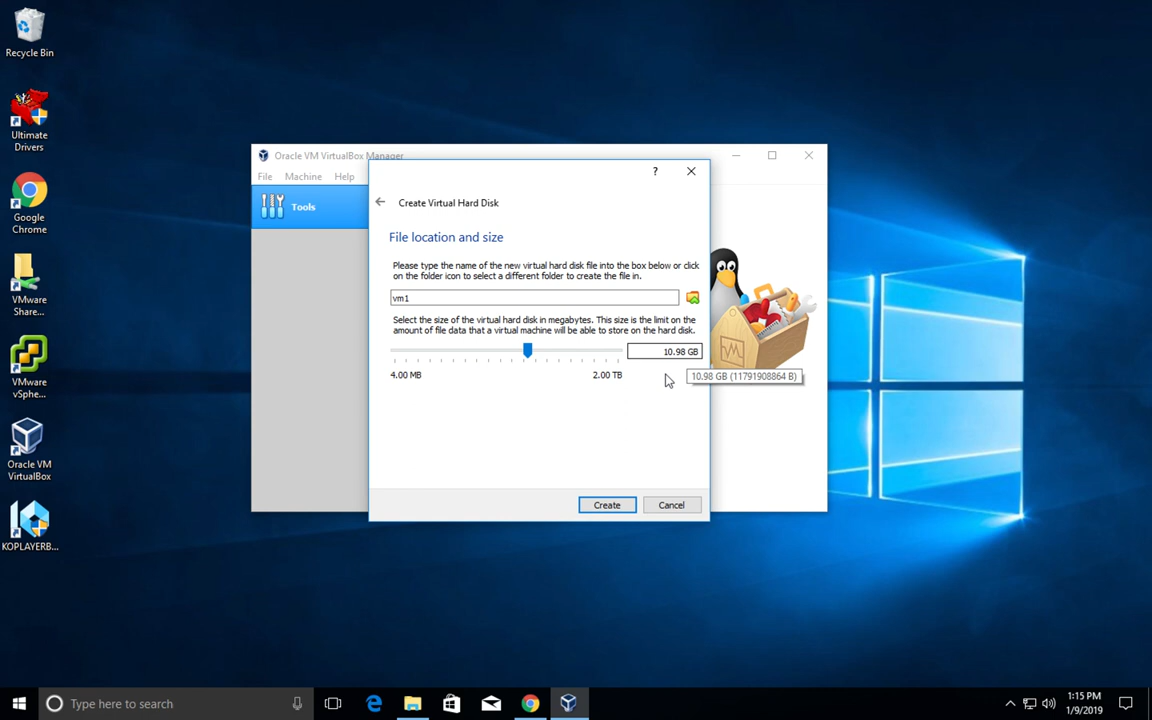 Recycle Bin
Ultimate
Drivers
Google
Chrome
VMware
Share...
VMware
vSphe...
Oracle VM
VirtualBox
KOPLAYERB...
Oracle VM VirtualBox Manager
File Machine Help
Tools
?
Create Virtual Hard Disk
File location and size
Please type the name of the new virtual hard disk file into the box below or click
on the folder icon to select a different folder to create the file in.
vm1
Select the size of the virtual hard disk in megabytes. This size is the limit on the
amount of file data that a virtual machine will be able to store on the hard disk.
10.98 GB
4.00 MB 2.00 TB
10.98 GB (11791908864 B)
Create Cancel
Type here to search
1:15 PM
1/9/2019